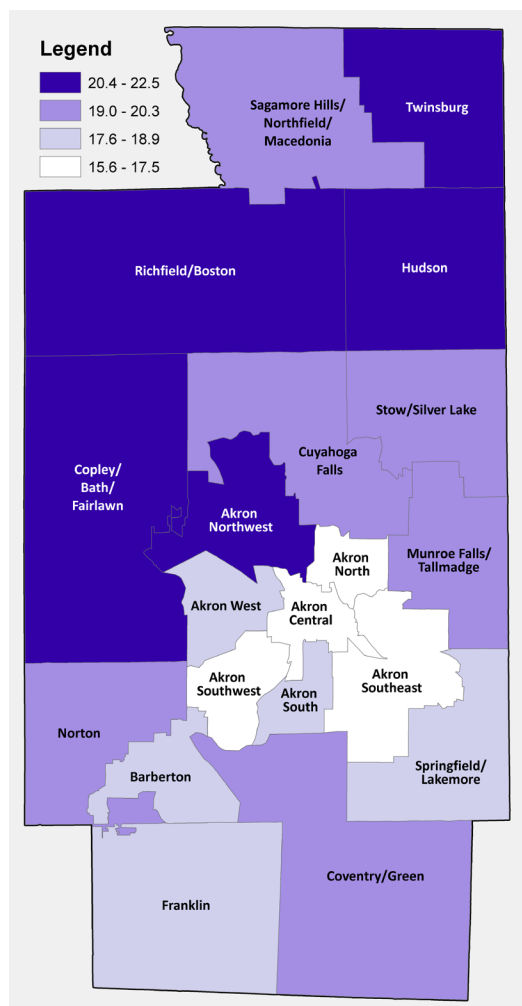 Legend
20.4 - 22.5
19.0 - 20.3
17.6 - 18.9
15.6 - 17.5
Sagamore Hills/
Northfield/
Macedonia
Twinsburg
Richfield/Boston
Hudson
Stow/Silver Lake
Cuyahoga
Falls
Copley/
Bath/
Fairlawn
Akron
Northwest
Akron
North
Munroe Falls/
Tallmadge
Akron West
Akron
Central
Akron
Southwest
Akron
South
Akron
Southeast
Norton
Barberton
Springfield/
Lakemore
Coventry/Green
Franklin